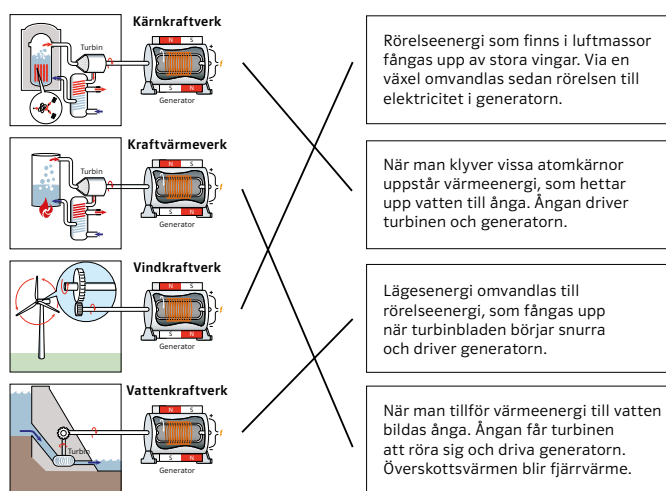 Kärnkraftverk
Turbin
N S
S N
+
-
f
Generator
Kraftvärmeverk
Turbin
N S
S N
+
-
f
Generator
Vindkraftverk
N S
S N
+
-
f
Generator
Vattenkraftverk
Turbin
N S
S N
+
-
f
Generator
Rörelseenergi som finns i luftmassor
fångas upp av stora vingar. Via en
växel omvandlas sedan rörelsen till
elektricitet i generatorn.
När man klyver vissa atomkärnor
uppstår värmeenergi, som hettar
upp vatten till ånga. Ångan driver
turbinen och generatorn.
Lägesenergi omvandlas till
rörelseenergi, som fångas upp
när turbinbladen börjar snurra
och driver generatorn.
När man tillför värmeenergi till vatten
bildas ånga. Ångan får turbinen
att röra sig och driva generatorn.
Överskottsvärmen blir fjärrvärme.